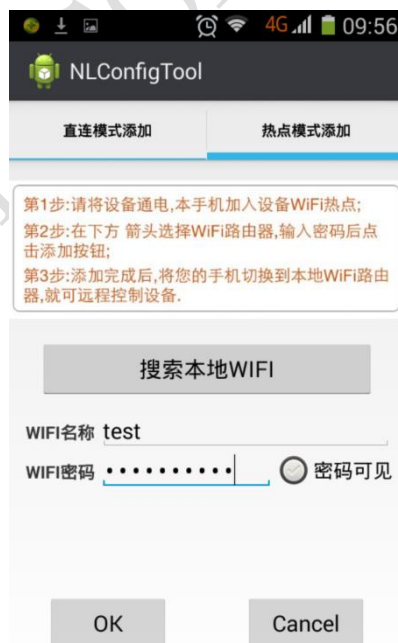 4G 09:56
NLConfigTool
直连模式添加 热点模式添加
第1步:请将设备通电,本手机加入设备WiFi热点;
第2步:在下方 箭头选择WiFi路由器,输入密码后点
击添加按钮;
第3步:添加完成后,将您的手机切换到本地WiFi路由
器,就可远程控制设备.
搜索本地WIFI
WIFI名称 test
WIFI密码 •••••••••• 密码可见
OK Cancel